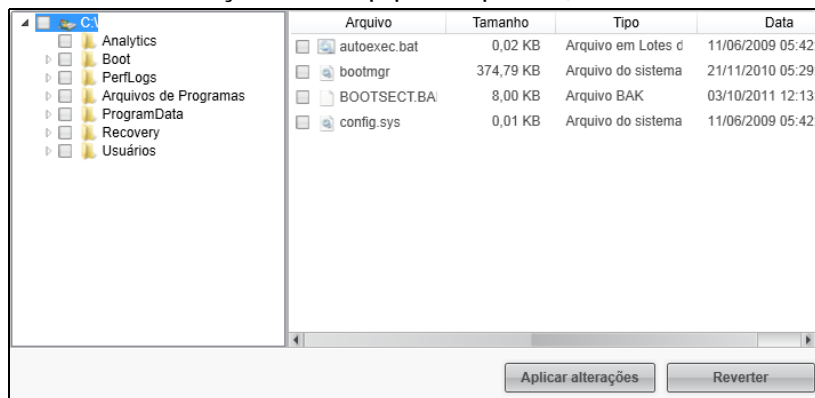 C:\
Analytics
Boot
PerfLogs
Arquivos de Programas
ProgramData
Recovery
Usuários
Arquivo Tamanho Tipo Data
autoexec.bat 0,02 KB Arquivo em Lotes d 11/06/2009 05:42
bootmgr 374,79 KB Arquivo do sistema 21/11/2010 05:29
BOOTSECT.BA 8,00 KB Arquivo BAK 03/10/2011 12:13
config.sys 0,01 KB Arquivo do sistema 11/06/2009 05:42
Aplicar alterações Reverter